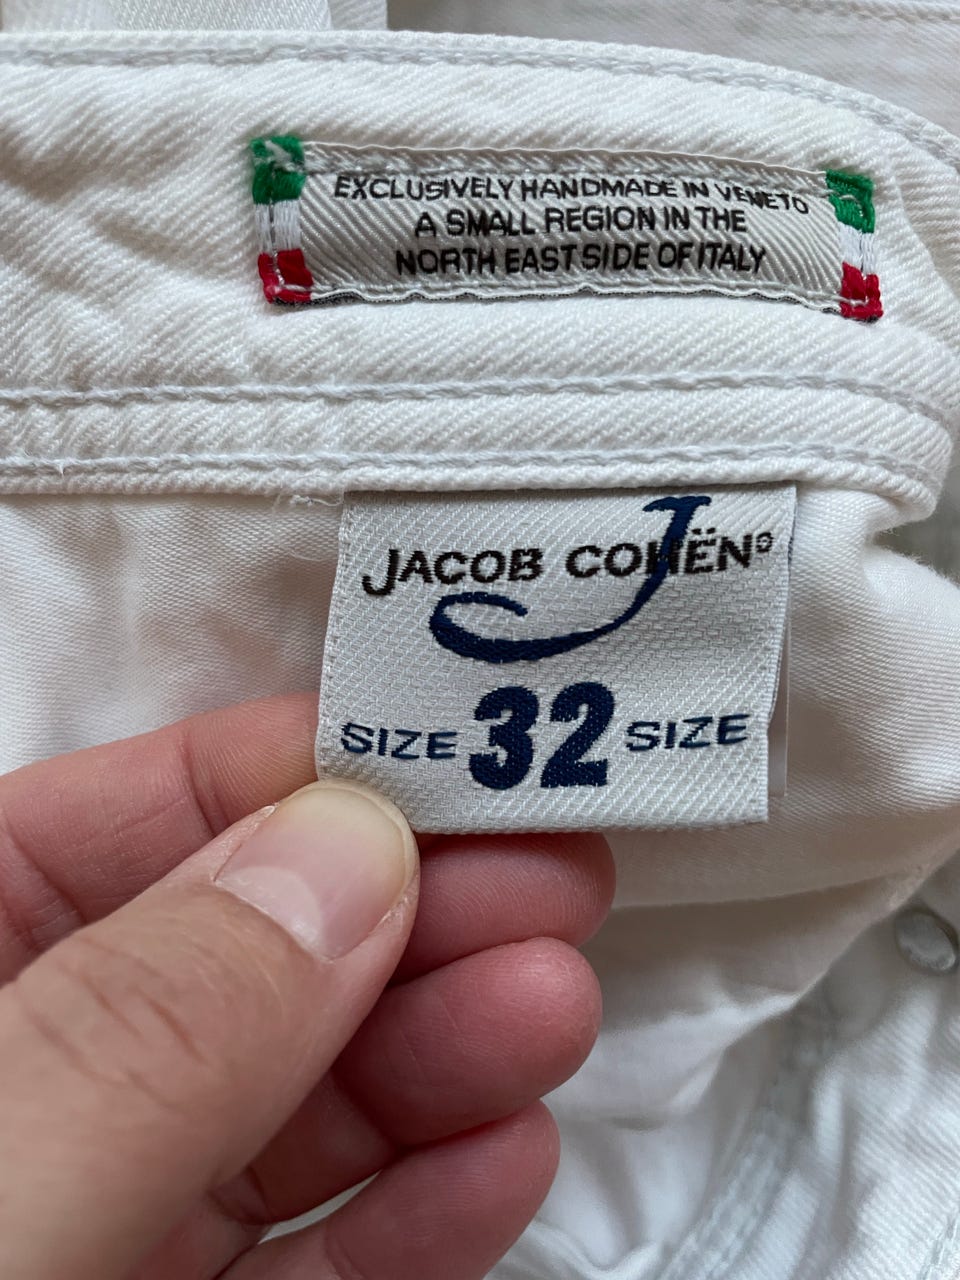 EXCLUSIVELY HANDMADE IN VENETO
A SMALL REGION IN THE
NORTH EAST SIDE OF ITALY
J
JACOB COHËN®
SIZE 32 SIZE